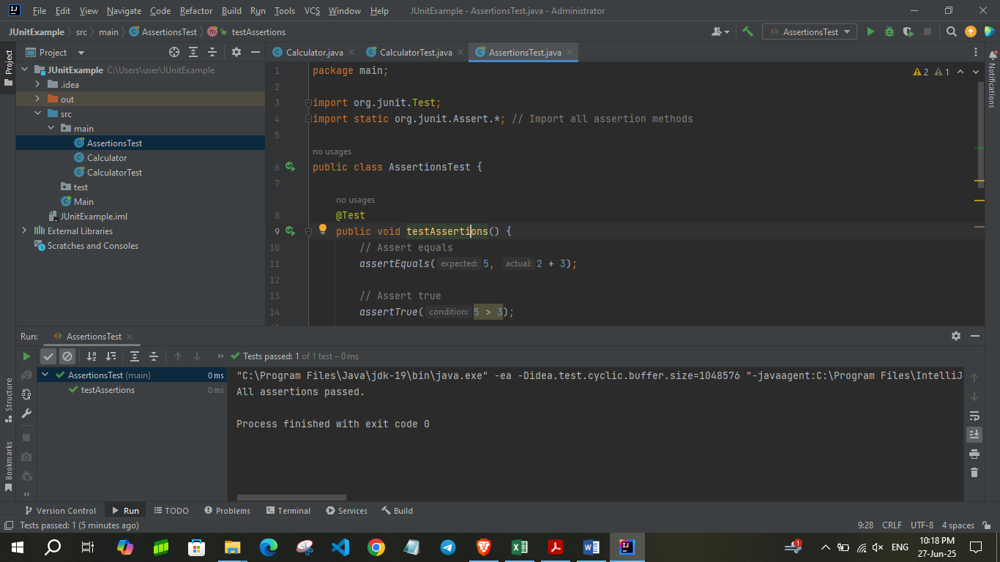 File Edit View Navigate Code Refactor Build Run Tools VCS Window Help JUnitExample - AssertionsTest.java - Administrator
JUnitExample src main AssertionsTest testAssertions
AssertionsTest
Project
Calculator.java CalculatorTest.java AssertionsTest.java
Project
Notifications
JUnitExample C:\Users\user\JUnitExample
.idea
out
src
main
AssertionsTest
Calculator
CalculatorTest
test
Main
JUnitExample.iml
External Libraries
Scratches and Consoles
2 1
1 package main;
2
3 import org.junit.Test;
4 import static org.junit.Assert.*; // Import all assertion methods
5
no usages
6 public class AssertionsTest {
7
no usages
8 @Test
9 public void testAssertions() {
10 // Assert equals
11 assertEquals( expected: 5, actual: 2 + 3);
12
13 // Assert true
14 assertTrue( condition: 5 > 3);
Run: AssertionsTest
Tests passed: 1 of 1 test – 0 ms
AssertionsTest (main) 0 ms
testAssertions 0 ms
"C:\Program Files\Java\jdk-19\bin\java.exe" -ea -Didea.test.cyclic.buffer.size=1048576 "-javaagent:C:\Program Files\IntelliJ
All assertions passed.
Process finished with exit code 0
Structure
Bookmarks
Version Control Run TODO Problems Terminal Services Build
Tests passed: 1 (5 minutes ago) 9:28 CRLF UTF-8 4 spaces
1 ENG 10:18 PM
27-Jun-25